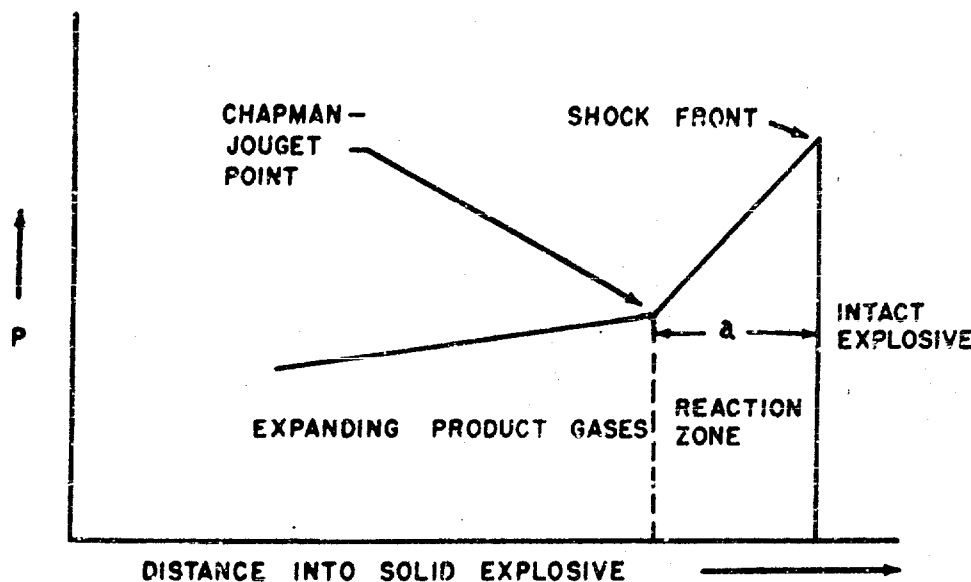 CHAPMAN-
JOUGET
POINT
SHOCK FRONT
P
a
INTACT
EXPLOSIVE
REACTION
ZONE
EXPANDING PRODUCT GASES
DISTANCE INTO SOLID EXPLOSIVE